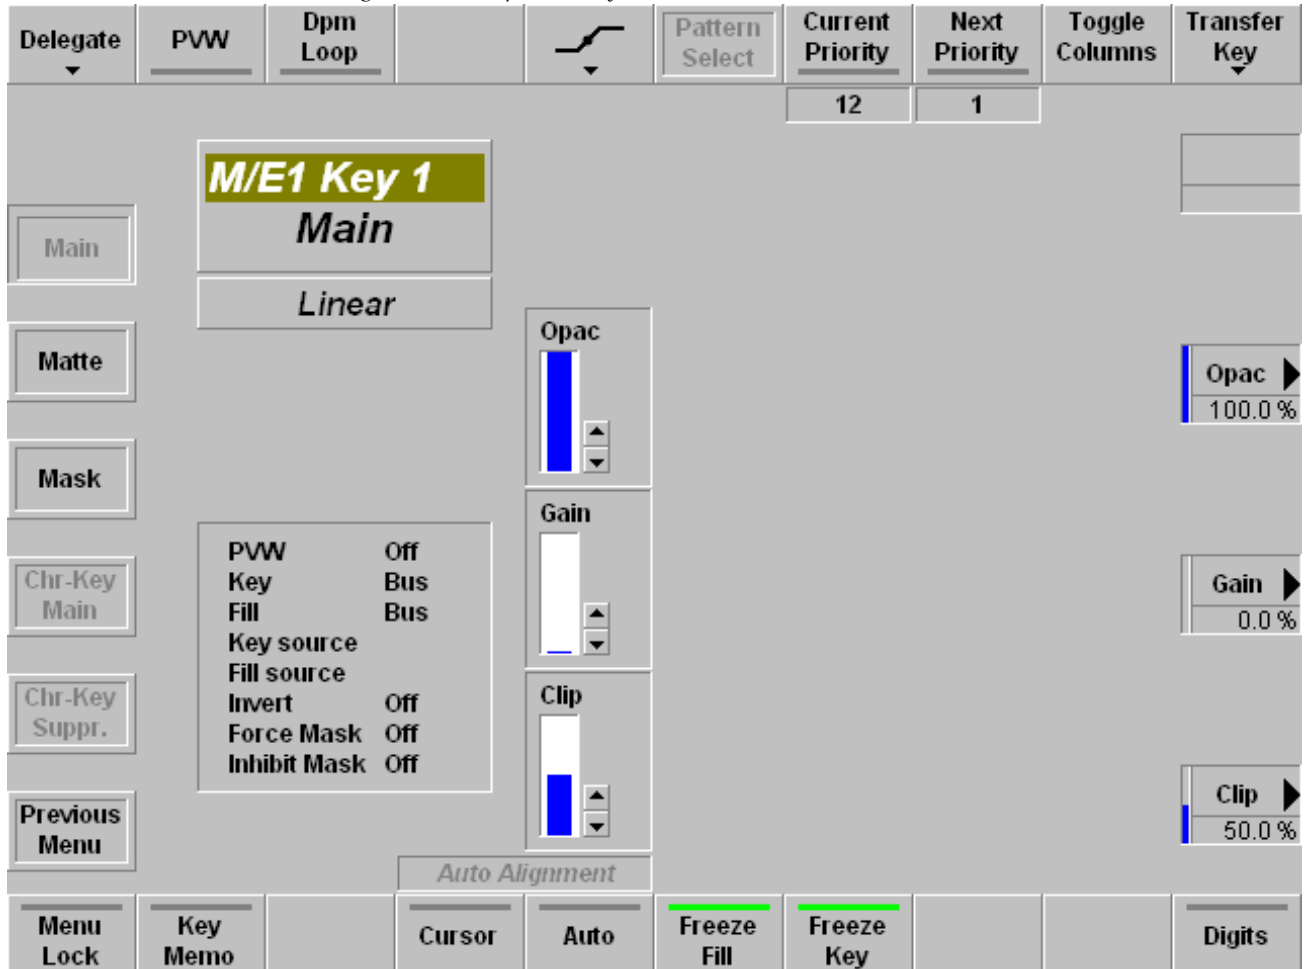 Delegate
PVW
Dpm
Loop
Pattern
Select
Current
Priority
Next
Priority
Toggle
Columns
Transfer
Key
12
1
M/E1 Key 1
Main
Linear
Main
Matte
Mask
Chr-Key
Main
Chr-Key
Suppr.
Previous
Menu
PVW Off
Key Bus
Fill Bus
Key source
Fill source
Invert Off
Force Mask Off
Inhibit Mask Off
Opac
Gain
Clip
Auto Alignment
Opac
100.0 %
Gain
0.0 %
Clip
50.0 %
Menu
Lock
Key
Memo
Cursor
Auto
Freeze
Fill
Freeze
Key
Digits